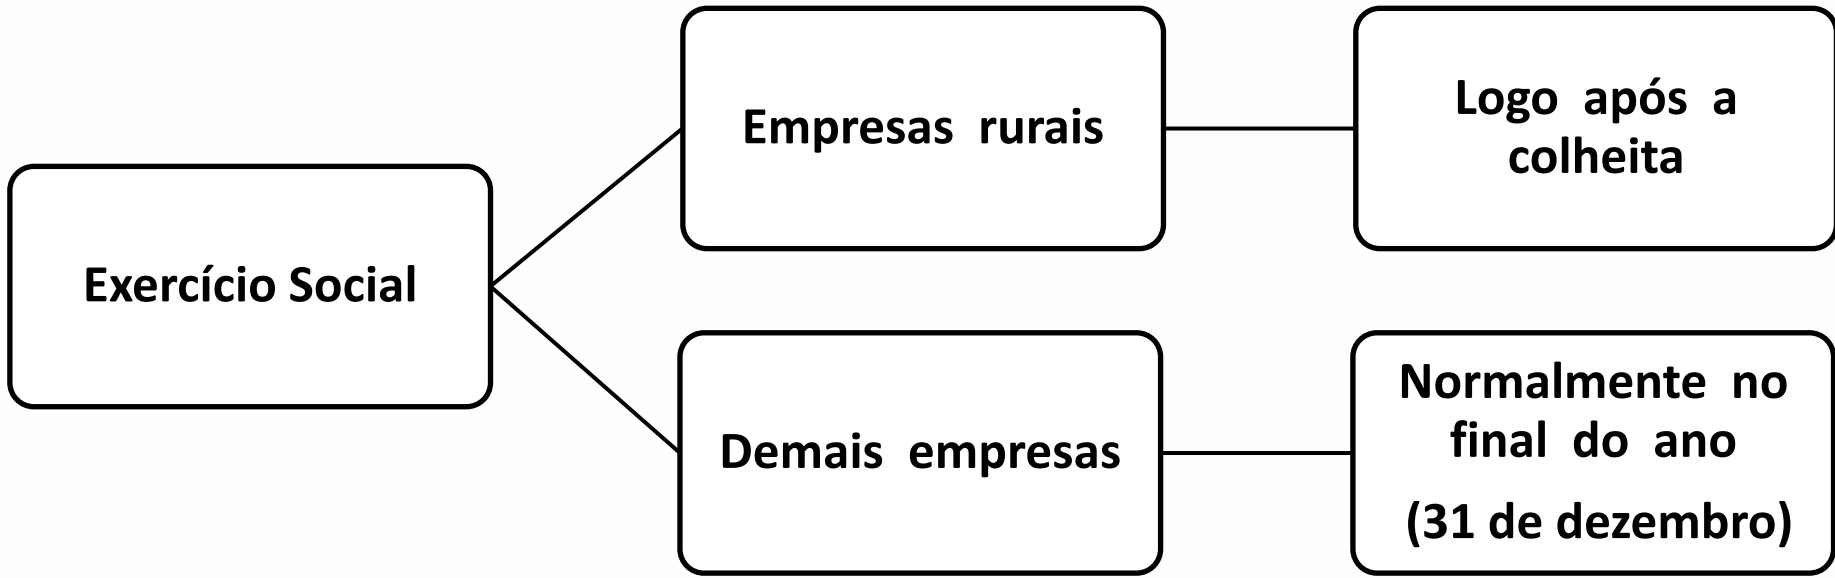 Exercício Social
Empresas rurais
Logo após a
colheita
Demais empresas
Normalmente no
final do ano
(31 de dezembro)